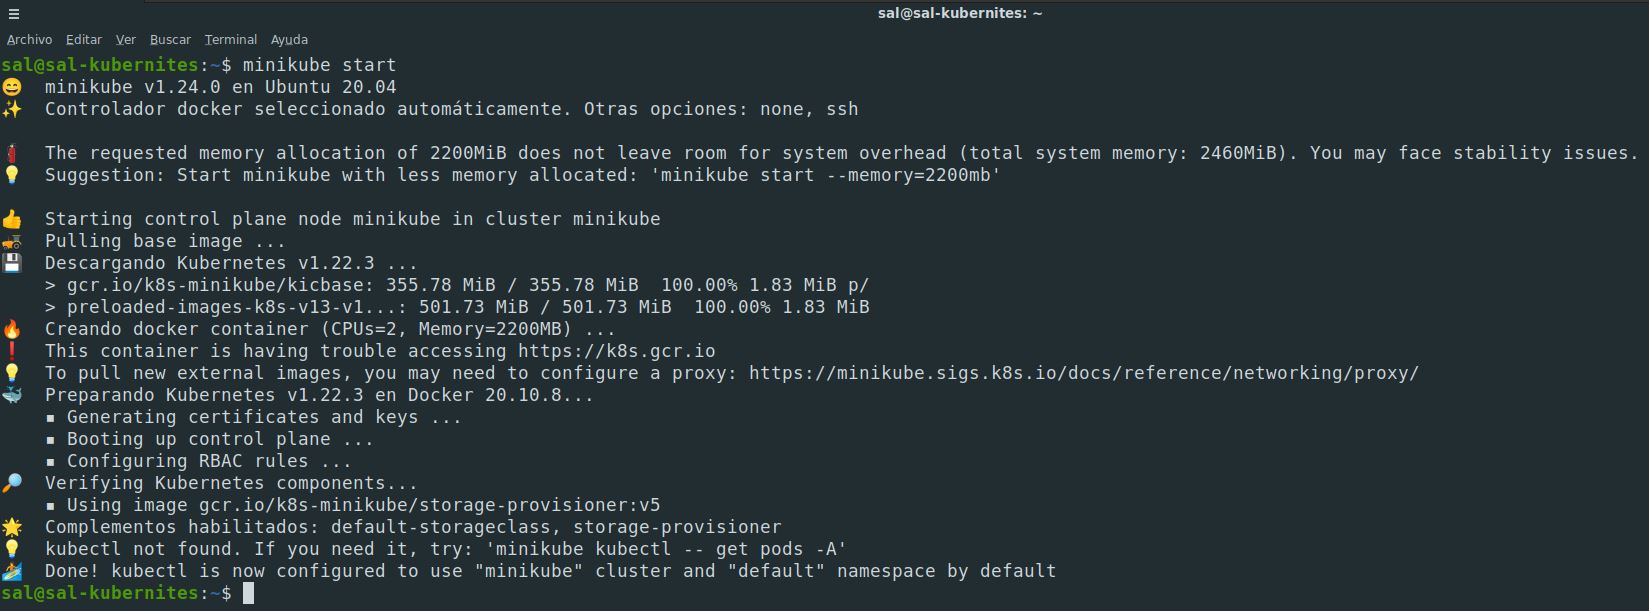 sal@sal-kubernites: ~
Archivo Editar Ver Buscar Terminal Ayuda
sal@sal-kubernites:~$ minikube start
😄 minikube v1.24.0 en Ubuntu 20.04
✨ Controlador docker seleccionado automáticamente. Otras opciones: none, ssh
🧯 The requested memory allocation of 2200MiB does not leave room for system overhead (total system memory: 2460MiB). You may face stability issues.
💡 Suggestion: Start minikube with less memory allocated: 'minikube start --memory=2200mb'
👍 Starting control plane node minikube in cluster minikube
🚜 Pulling base image ...
💾 Descargando Kubernetes v1.22.3 ...
> gcr.io/k8s-minikube/kicbase: 355.78 MiB / 355.78 MiB 100.00% 1.83 MiB p/
> preloaded-images-k8s-v13-v1...: 501.73 MiB / 501.73 MiB 100.00% 1.83 MiB
🔥 Creando docker container (CPUs=2, Memory=2200MB) ...
❗ This container is having trouble accessing https://k8s.gcr.io
💡 To pull new external images, you may need to configure a proxy: https://minikube.sigs.k8s.io/docs/reference/networking/proxy/
🐳 Preparando Kubernetes v1.22.3 en Docker 20.10.8...
▪ Generating certificates and keys ...
▪ Booting up control plane ...
▪ Configuring RBAC rules ...
🔎 Verifying Kubernetes components...
▪ Using image gcr.io/k8s-minikube/storage-provisioner:v5
🌟 Complementos habilitados: default-storageclass, storage-provisioner
💡 kubectl not found. If you need it, try: 'minikube kubectl -- get pods -A'
🏄 Done! kubectl is now configured to use "minikube" cluster and "default" namespace by default
sal@sal-kubernites:~$